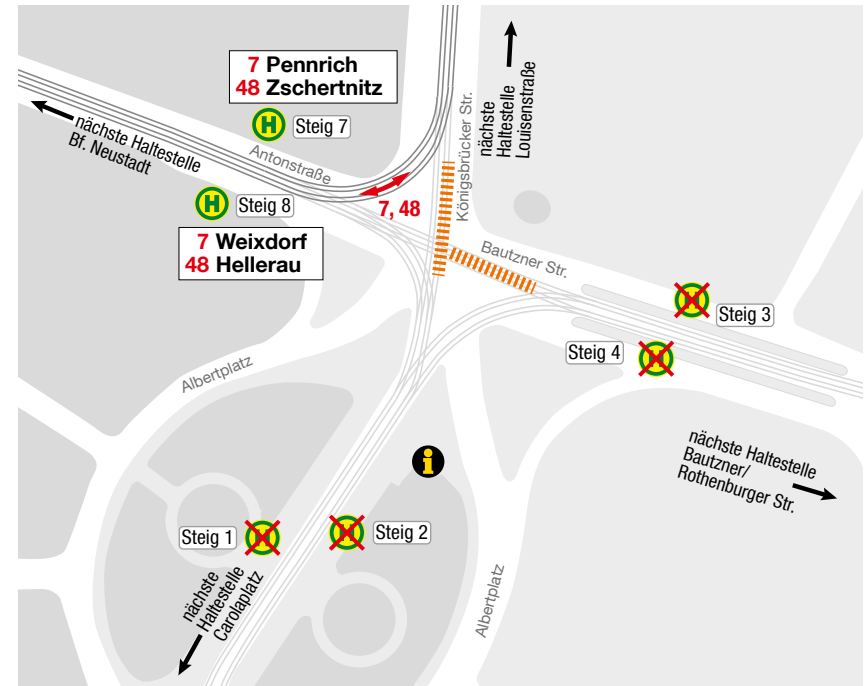 7 Pennrich
48 Zschertnitz
H
Steig 7
nächste Haltestelle
Bf. Neustadt
Antonstraße
H
Steig 8
7 Weixdorf
48 Hellerau
7, 48
Königsbrücker Str.
nächste
Haltestelle
Louisenstraße
Bautzner Str.
H
Steig 3
Steig 4
H
Albertplatz
nächste Haltestelle
Bautzner/
Rothenburger Str.
i
Steig 1
H
H
Steig 2
nächste
Haltestelle
Carolaplatz
Albertplatz